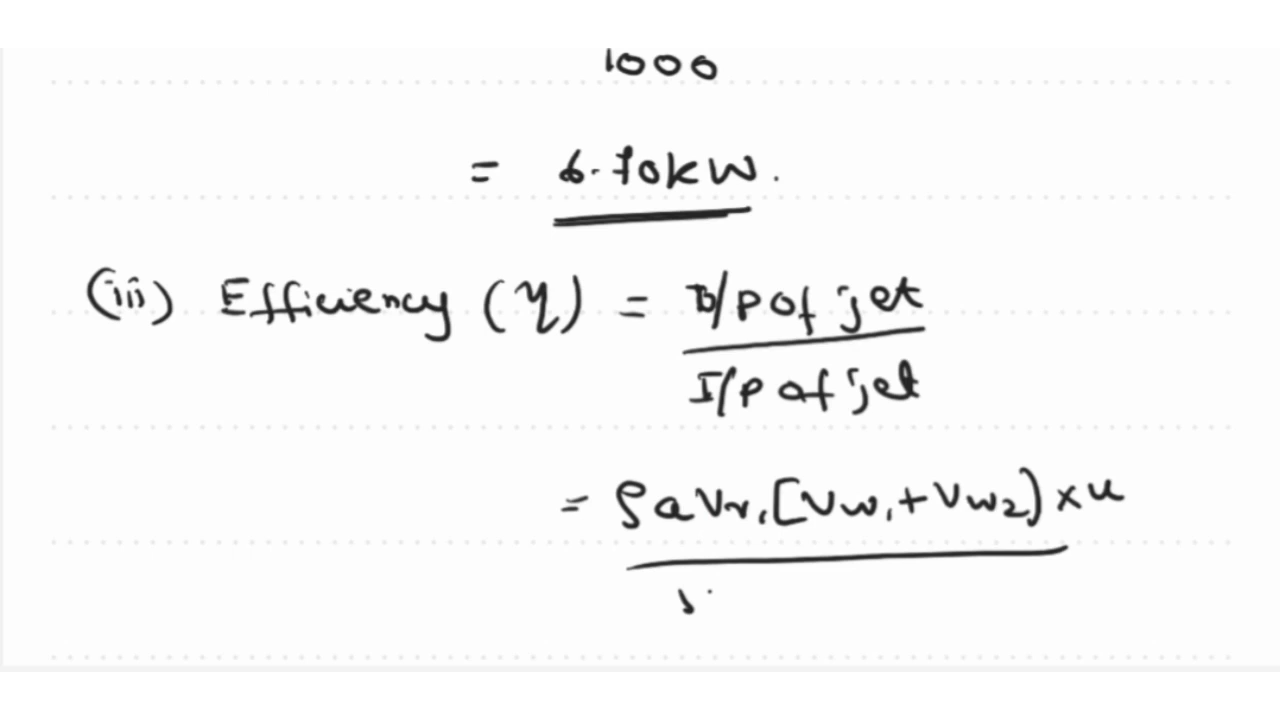 1000
= 6.70kW.
(iii) Efficiency (η) = O/P of jet
I/P of jet
= ρaVr1[Vw1+Vw2]×u